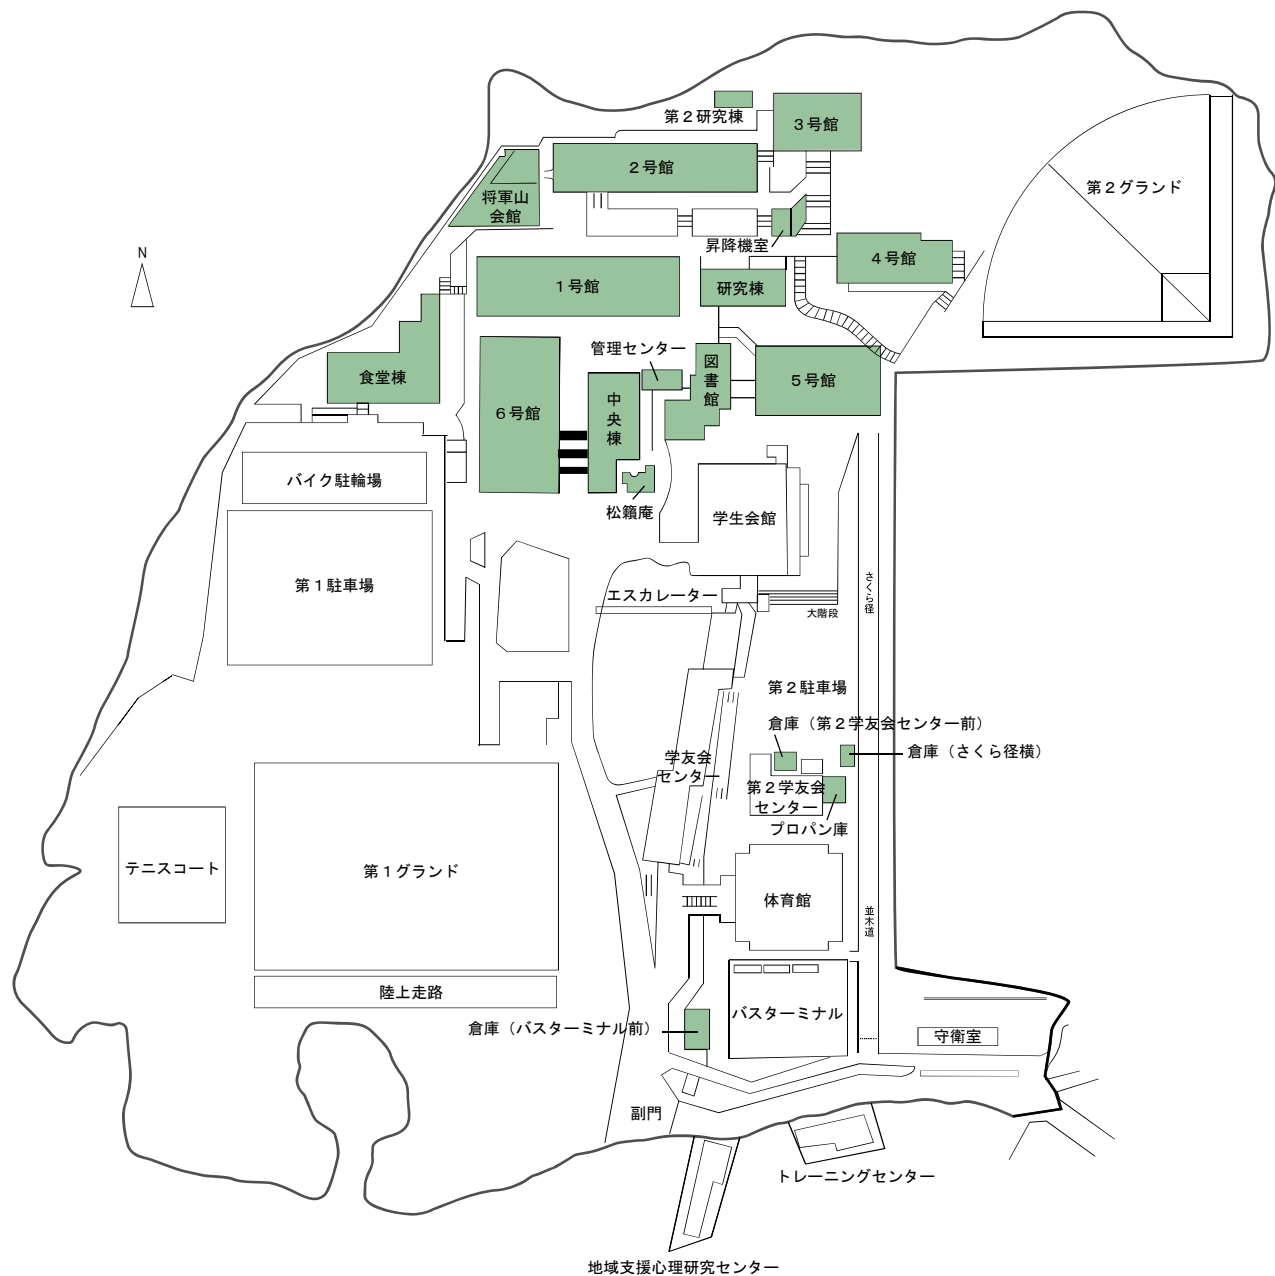 第２研究棟
３号館
２号館
第２グランド
将軍山
会館
昇降機室
４号館
N
１号館
研究棟
管理センター
図書館
食堂棟
５号館
６号館
中央棟
バイク駐輪場
松籟庵
学生会館
第１駐車場
エスカレーター
さくら径
大階段
第２駐車場
倉庫（第２学友会センター前）
倉庫（さくら径横）
学友会
センター
第２学友会
センター
プロパン庫
テニスコート
第１グランド
体育館
並木道
陸上走路
バスターミナル
倉庫（バスターミナル前）
守衛室
副門
トレーニングセンター
地域支援心理研究センター